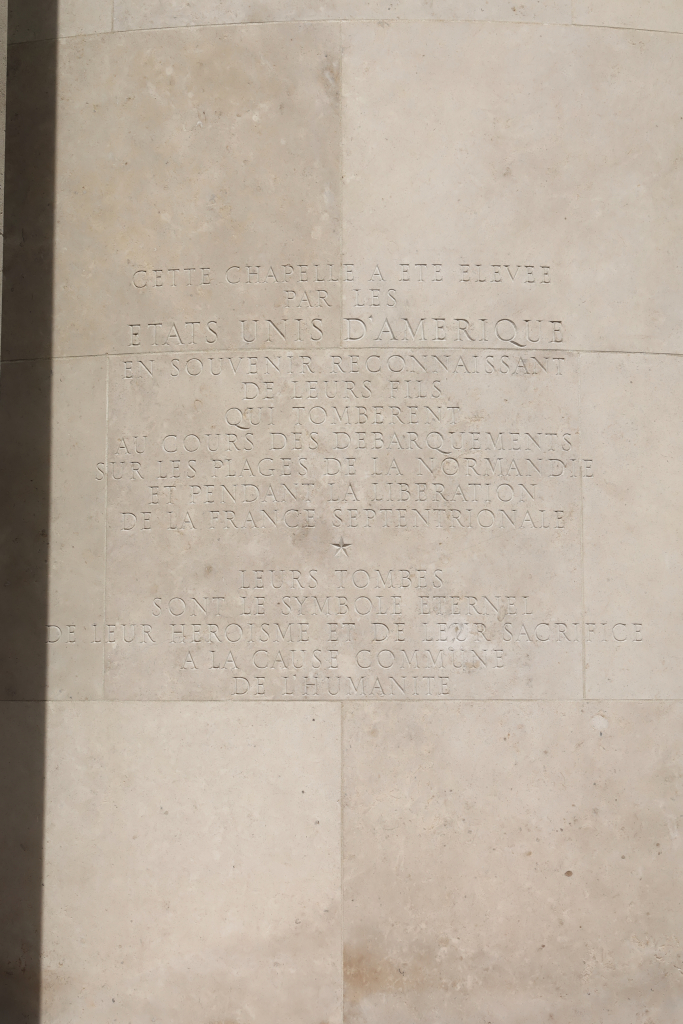 CETTE CHAPELLE A ETE ELEVEE
PAR LES
ETATS UNIS D'AMERIQUE
EN SOUVENIR RECONNAISSANT
DE LEURS FILS
QUI TOMBERENT
AU COURS DES DEBARQUEMENTS
SUR LES PLAGES DE LA NORMANDIE
ET PENDANT LA LIBERATION
DE LA FRANCE SEPTENTRIONALE
LEURS TOMBES
SONT LE SYMBOLE ETERNEL
DE LEUR HEROISME ET DE LEUR SACRIFICE
A LA CAUSE COMMUNE
DE L'HUMANITE